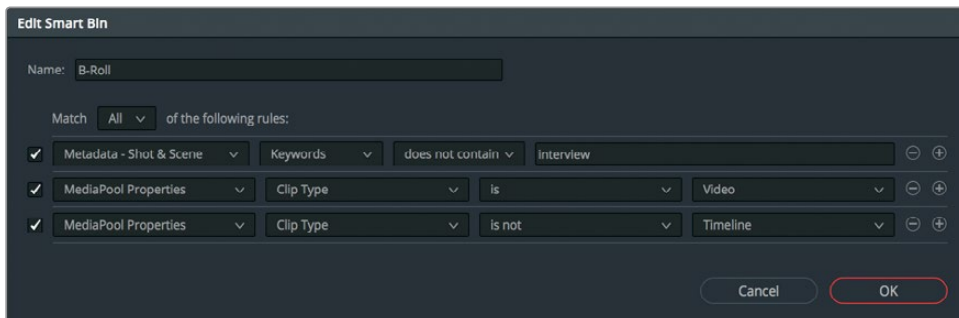 Edit Smart Bin
Name: B-Roll
Match All of the following rules:
Metadata - Shot & Scene Keywords does not contain interview
MediaPool Properties Clip Type is Video
MediaPool Properties Clip Type is not Timeline
Cancel OK